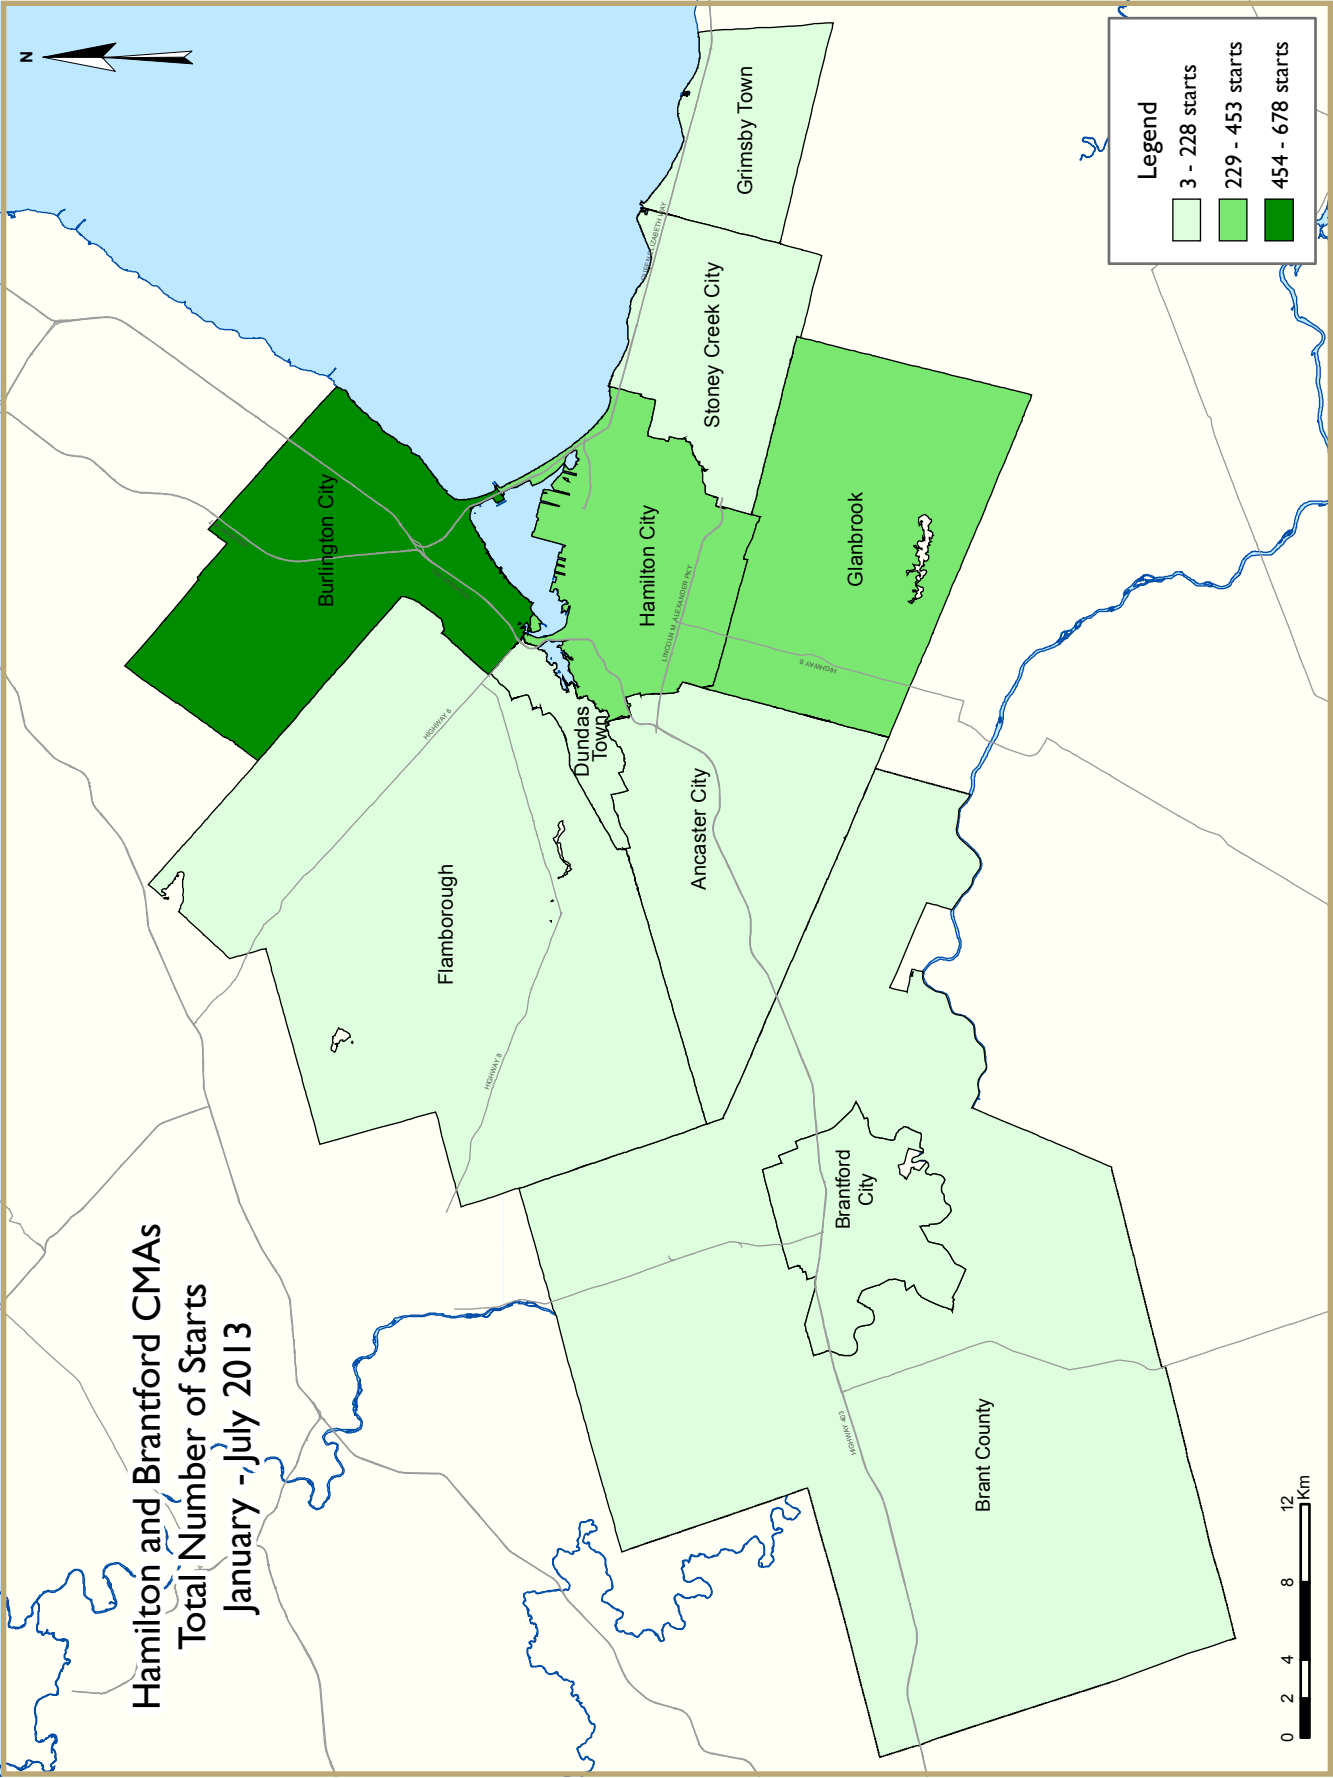 Hamilton and Brantford CMAs
Total Number of Starts
January - July 2013
N
Burlington City
Flamborough
HIGHWAY 6
HIGHWAY 8
Dundas
Town
Hamilton City
LINCOLN M. ALEXANDER PKY
QUEEN ELIZABETH WAY
Stoney Creek City
Grimsby Town
Ancaster City
Glanbrook
HIGHWAY 6
Brantford
City
HIGHWAY 403
Brant County
Legend
3 - 228 starts
229 - 453 starts
454 - 678 starts
0 2 4 8 12
Km